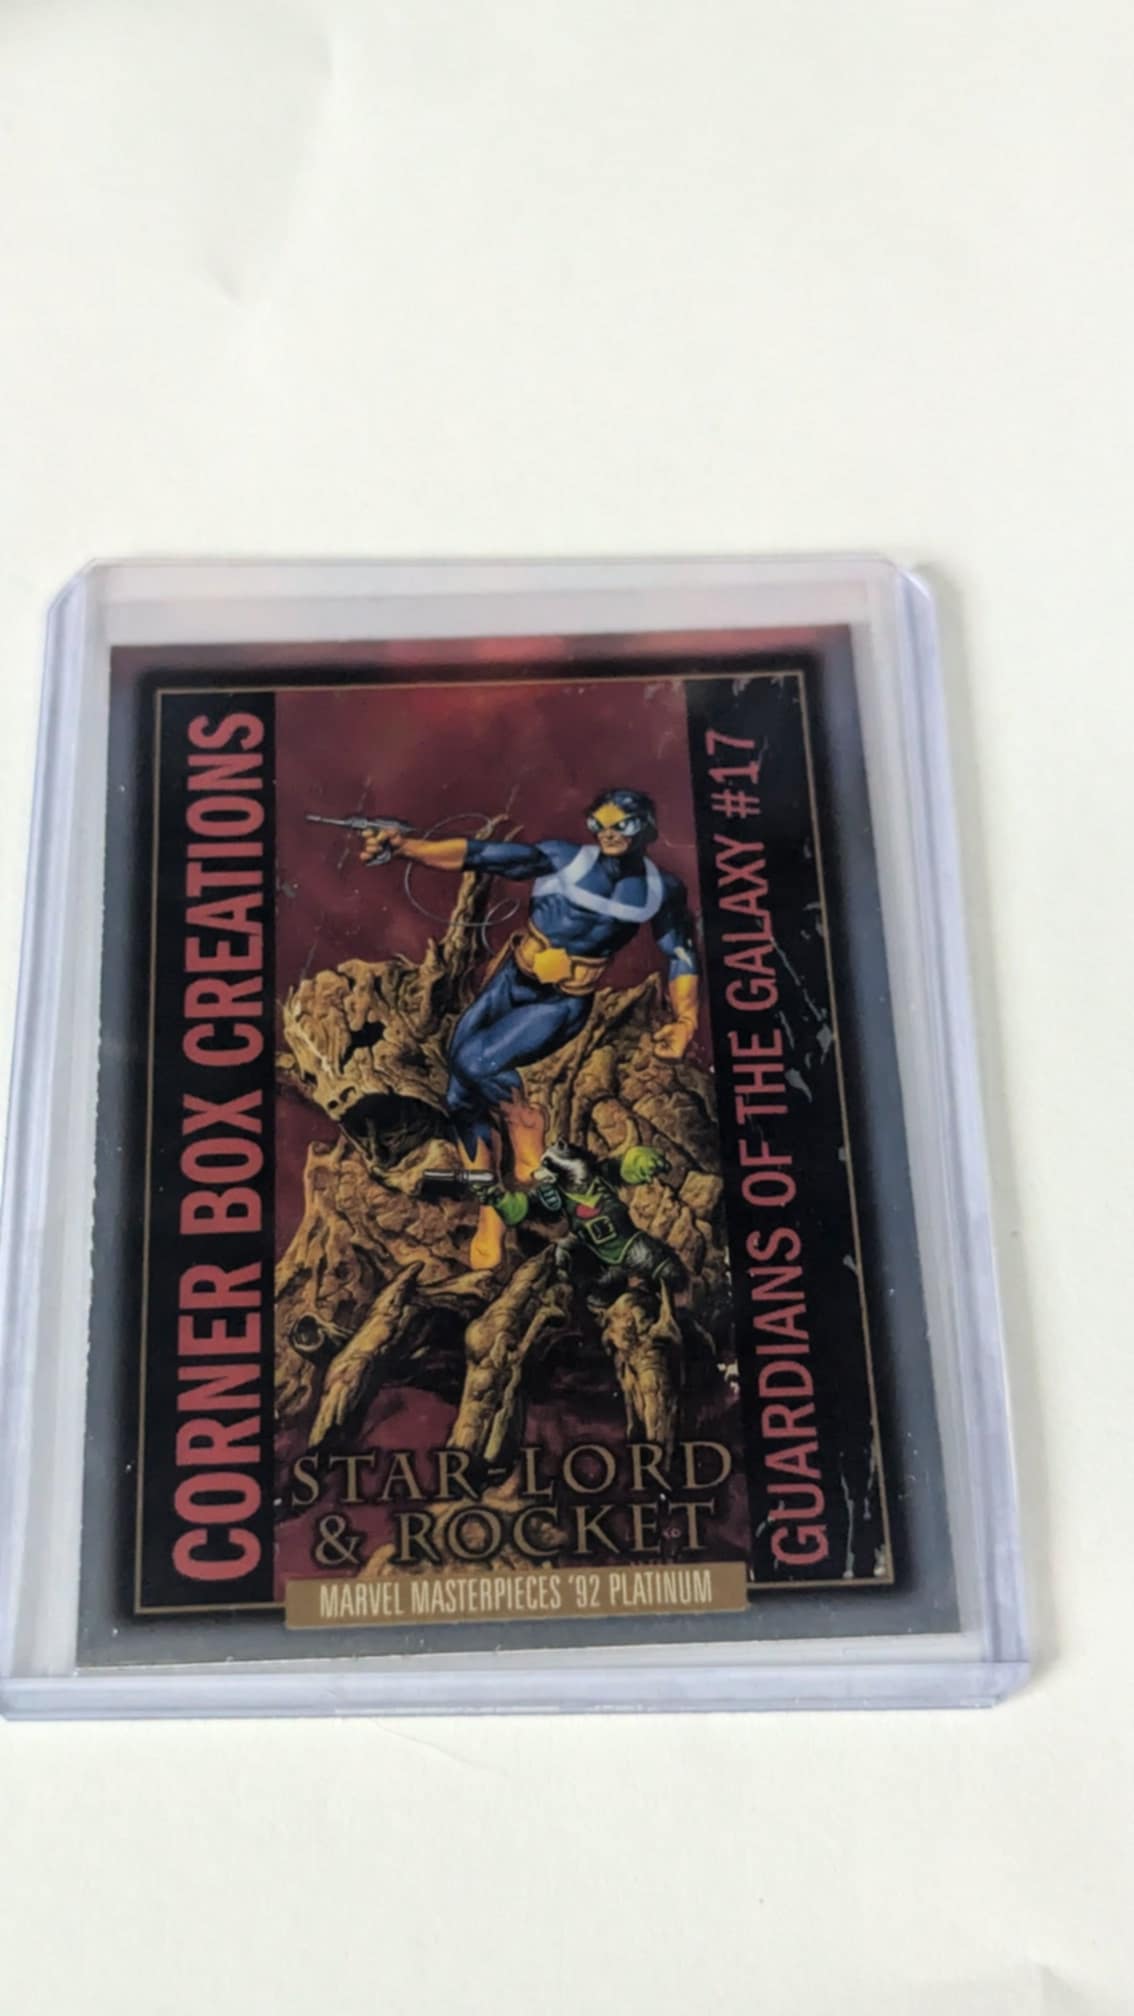 CORNER BOX CREATIONS
GUARDIANS OF THE GALAXY #17
STAR-LORD
& ROCKET
MARVEL MASTERPIECES '92 PLATINUM